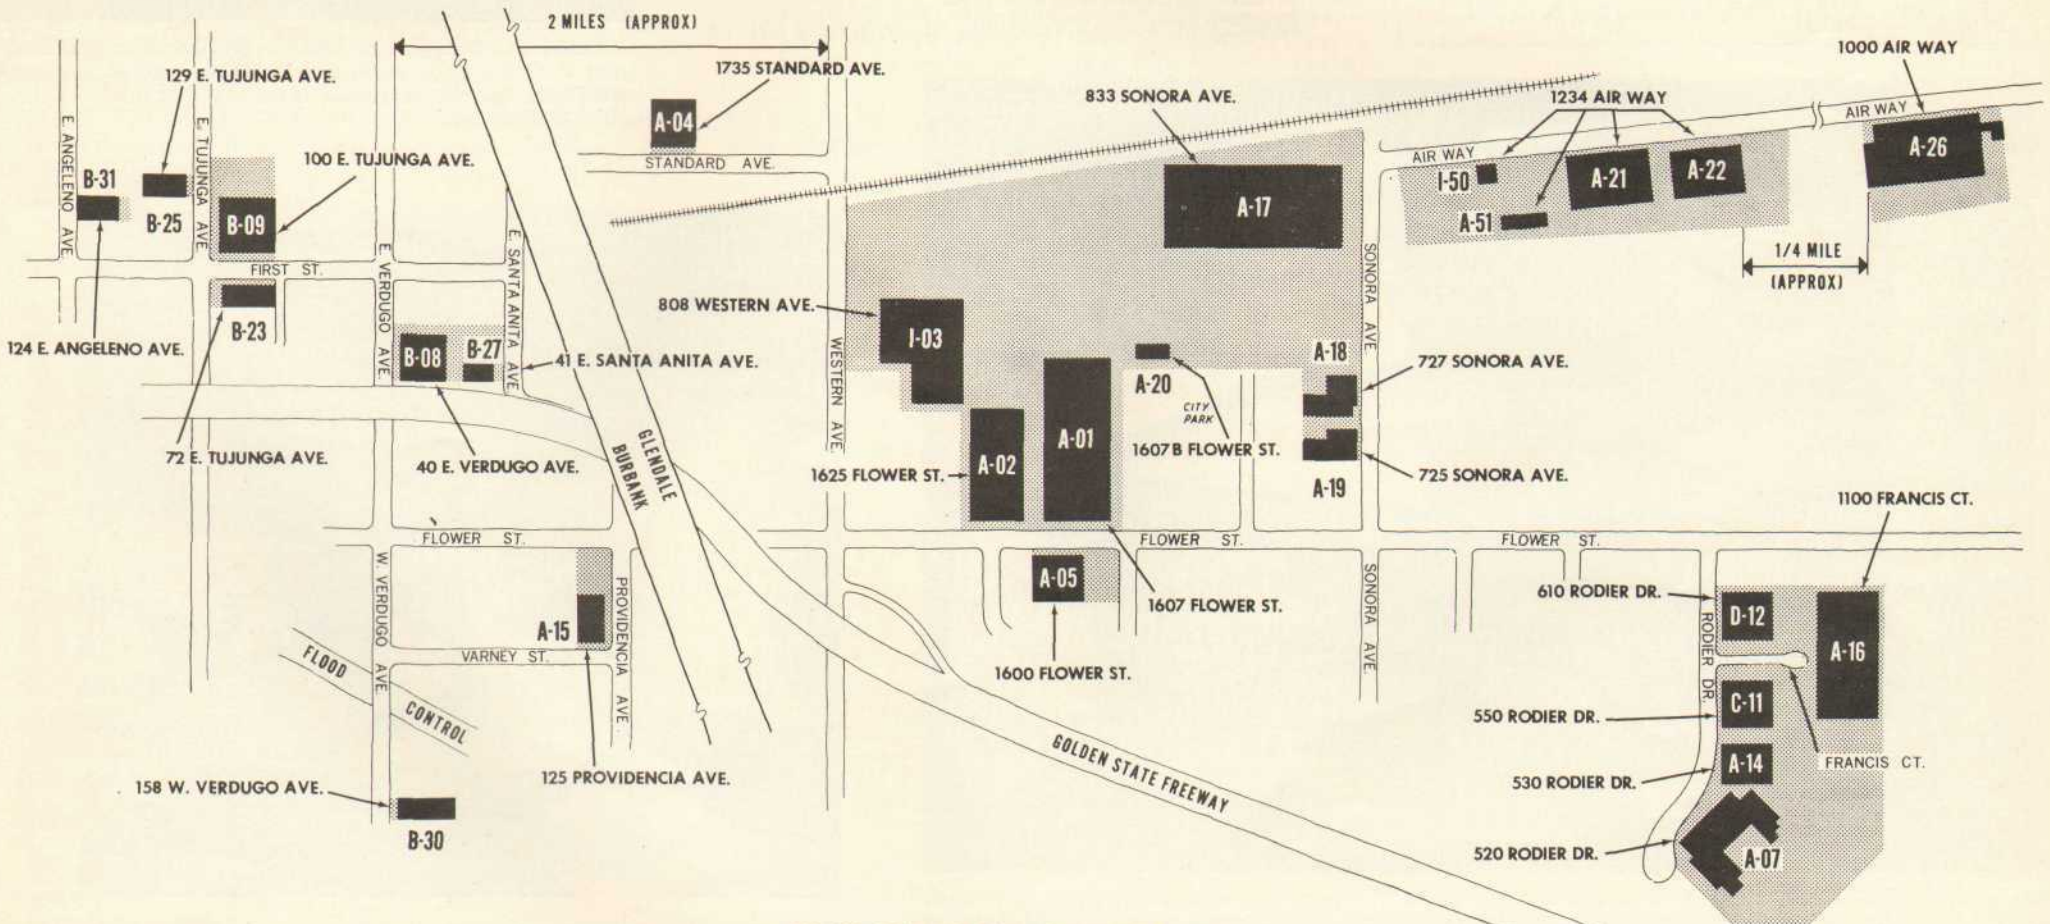 2 MILES (APPROX)
129 E. TUJUNGA AVE.
1735 STANDARD AVE.
833 SONORA AVE.
1234 AIR WAY
1000 AIR WAY
E. ANGELENO AVE.
E. TUJUNGA AVE.
A-04
STANDARD AVE.
AIR WAY
AIR WAY
A-26
100 E. TUJUNGA AVE.
B-31
B-25
B-09
I-50
A-21
A-22
A-51
A-17
FIRST ST.
E. VERDUGO AVE.
E. SANTA ANITA AVE.
SONORA AVE.
1/4 MILE
(APPROX)
B-23
124 E. ANGELENO AVE.
808 WESTERN AVE.
I-03
WESTERN AVE.
B-08
B-27
41 E. SANTA ANITA AVE.
A-20
CITY
PARK
A-18
727 SONORA AVE.
72 E. TUJUNGA AVE.
40 E. VERDUGO AVE.
GLENDALE
BURBANK
1625 FLOWER ST.
A-02
A-01
1607 B FLOWER ST.
725 SONORA AVE.
A-19
1100 FRANCIS CT.
FLOWER ST.
FLOWER ST.
FLOWER ST.
W. VERDUGO AVE.
PROVIDENCIA AVE.
A-15
VARNEY ST.
A-05
1607 FLOWER ST.
1600 FLOWER ST.
SONORA AVE.
610 RODIER DR.
RODIER DR.
D-12
A-16
FLOOD
CONTROL
550 RODIER DR.
C-11
GOLDEN STATE FREEWAY
FRANCIS CT.
125 PROVIDENCIA AVE.
530 RODIER DR.
A-14
158 W. VERDUGO AVE.
B-30
520 RODIER DR.
A-07